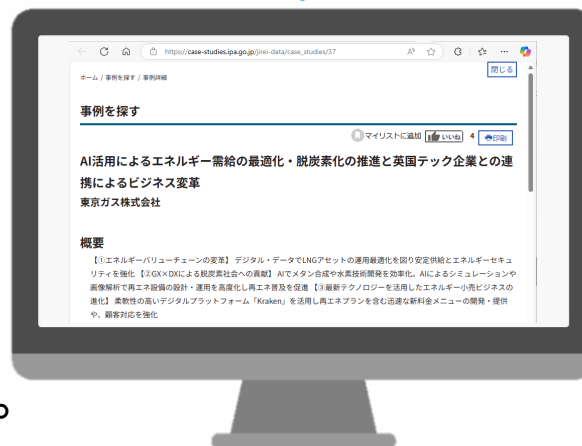 https://case-studies.ipa.go.jp/jirei-data/case_studies/37
閉じる
ホーム / 事例を探す / 事例詳細
事例を探す
マイリストに追加 いいね 4 印刷
AI活用によるエネルギー需給の最適化・脱炭素化の推進と英国テック企業との連
携によるビジネス変革
東京ガス株式会社
概要
【①エネルギーバリューチェーンの変革】 デジタル・データでLNGアセットの運用最適化を図り安定供給とエネルギーセキュ
リティを強化 【②GX×DXによる脱炭素社会への貢献】 AIでメタン合成や水素技術開発を効率化。AIによるシミュレーションや
画像解析で再エネ設備の設計・運用を高度化し再エネ普及を促進 【③最新テクノロジーを活用したエネルギー小売ビジネスの
進化】 柔軟性の高いデジタルプラットフォーム「Kraken」を活用し再エネプランを含む迅速な新料金メニューの開発・提供
や、顧客対応を強化